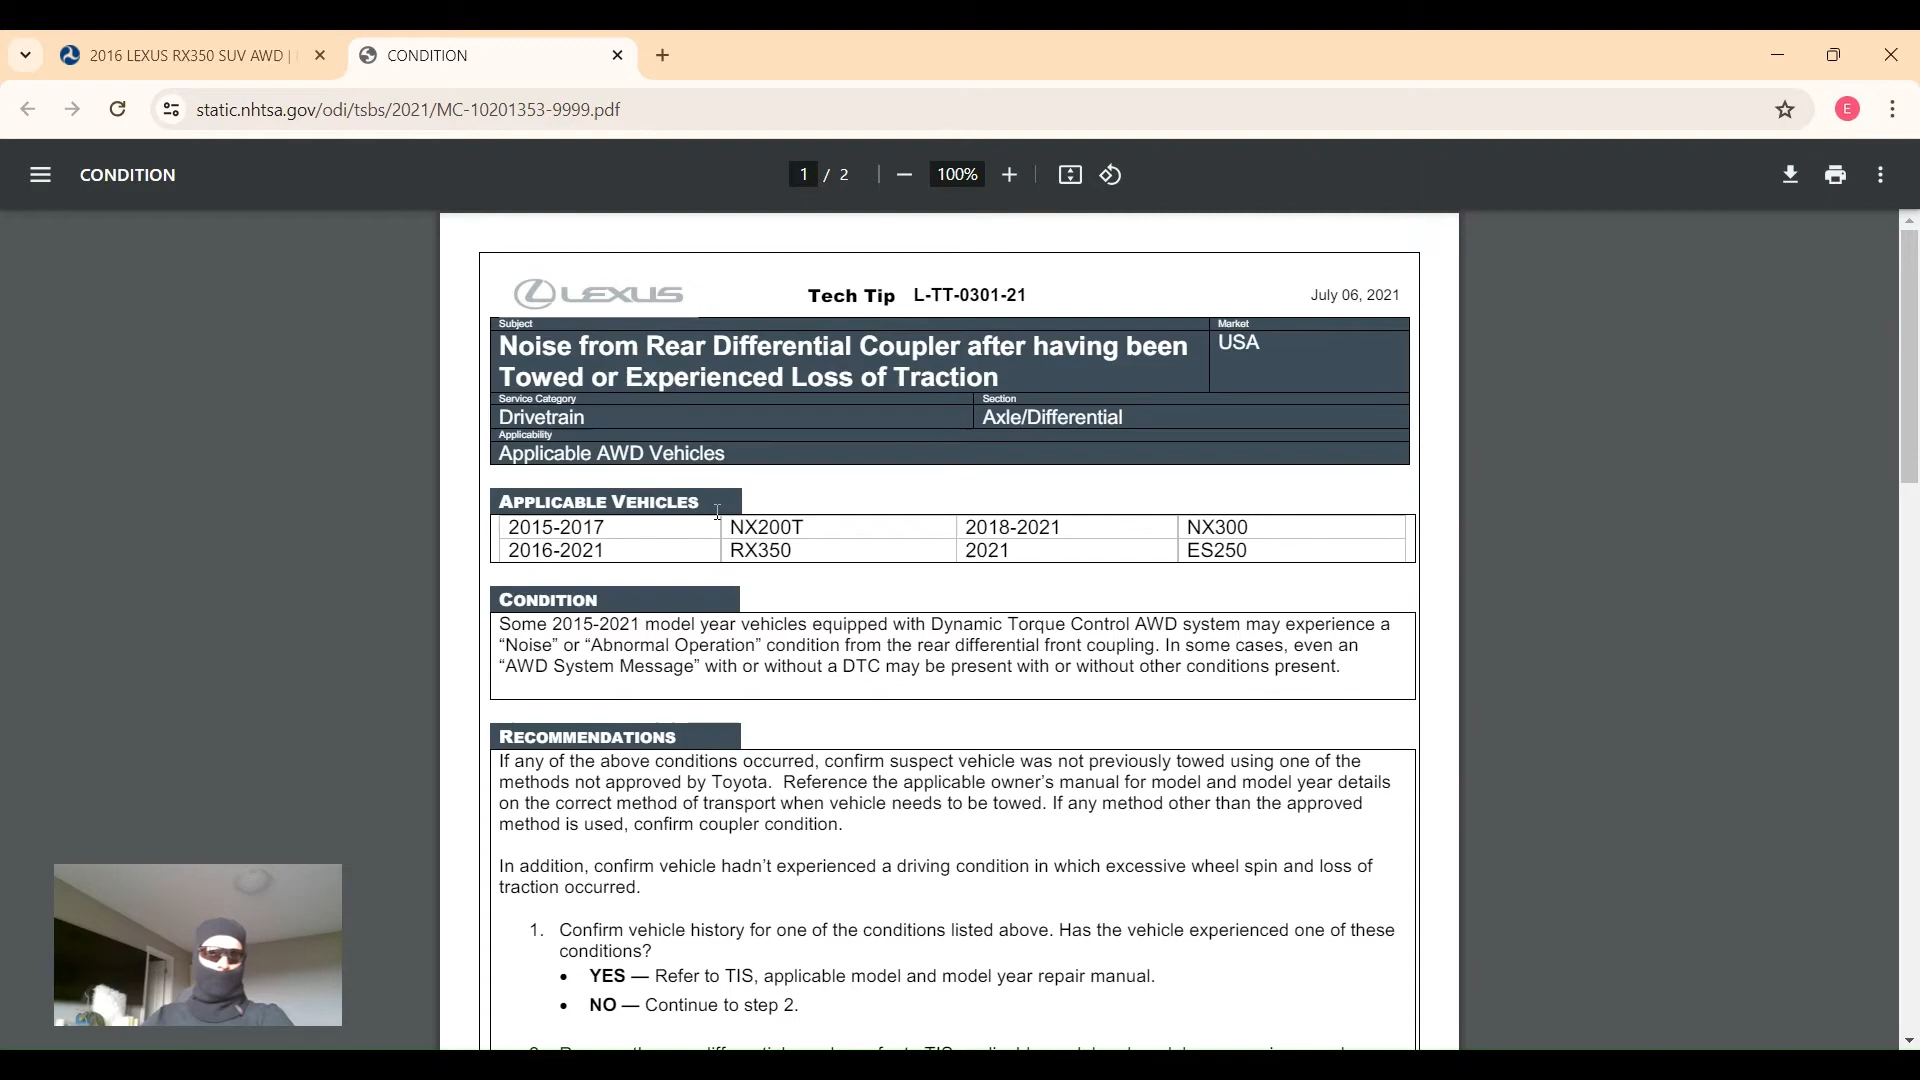 2016 LEXUS RX350 SUV AWD |
CONDITION
static.nhtsa.gov/odi/tsbs/2021/MC-10201353-9999.pdf
E
CONDITION
1 / 2
100%
LEXUS
Tech Tip L-TT-0301-21
July 06, 2021
Subject
Market
Noise from Rear Differential Coupler after having been
USA
Towed or Experienced Loss of Traction
Service Category
Section
Drivetrain
Axle/Differential
Applicability
Applicable AWD Vehicles
APPLICABLE VEHICLES
2015-2017 NX200T 2018-2021 NX300
2016-2021 RX350 2021 ES250
CONDITION
Some 2015-2021 model year vehicles equipped with Dynamic Torque Control AWD system may experience a
“Noise” or “Abnormal Operation” condition from the rear differential front coupling. In some cases, even an
“AWD System Message” with or without a DTC may be present with or without other conditions present.
RECOMMENDATIONS
If any of the above conditions occurred, confirm suspect vehicle was not previously towed using one of the
methods not approved by Toyota. Reference the applicable owner’s manual for model and model year details
on the correct method of transport when vehicle needs to be towed. If any method other than the approved
method is used, confirm coupler condition.
In addition, confirm vehicle hadn’t experienced a driving condition in which excessive wheel spin and loss of
traction occurred.
1. Confirm vehicle history for one of the conditions listed above. Has the vehicle experienced one of these
conditions?
• YES — Refer to TIS, applicable model and model year repair manual.
• NO — Continue to step 2.